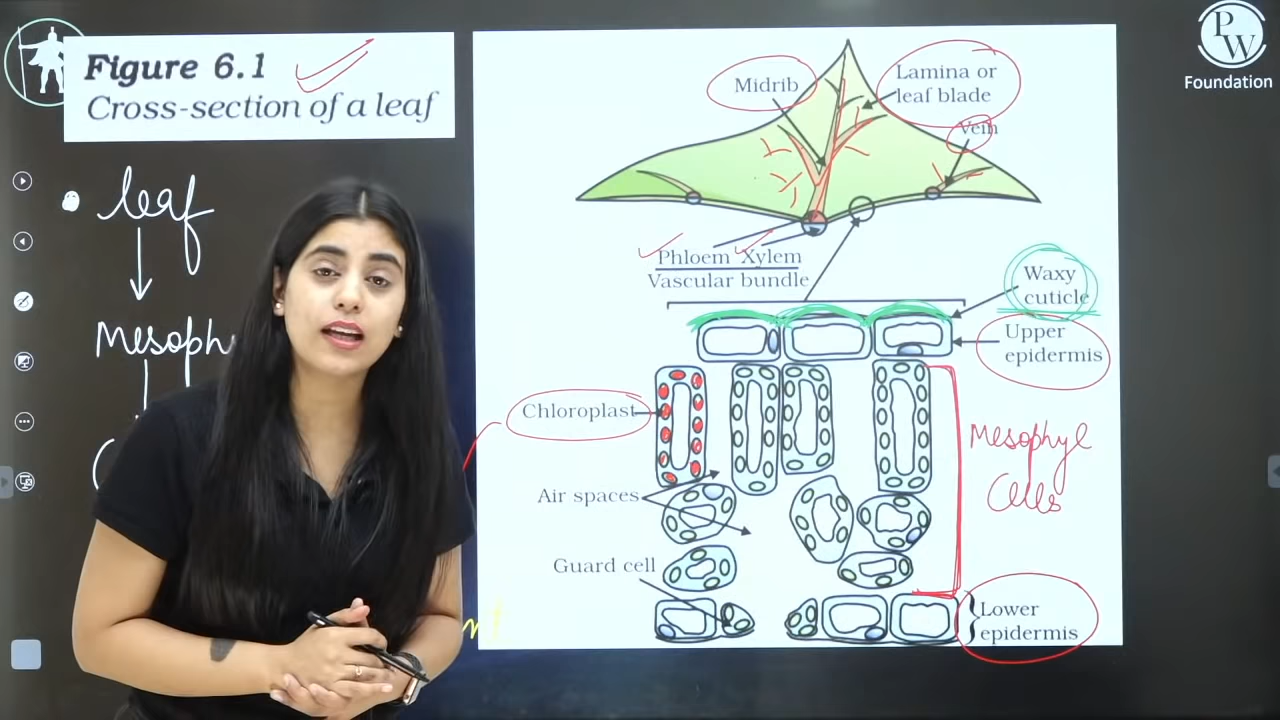 Figure 6.1
Cross-section of a leaf
PW
Foundation
leaf
Midrib
Lamina or
leaf blade
Vein
Phloem Xylem
Vascular bundle
Waxy
cuticle
Upper
epidermis
Chloroplast
Mesophyl
Cells
Air spaces
Guard cell
Lower
epidermis